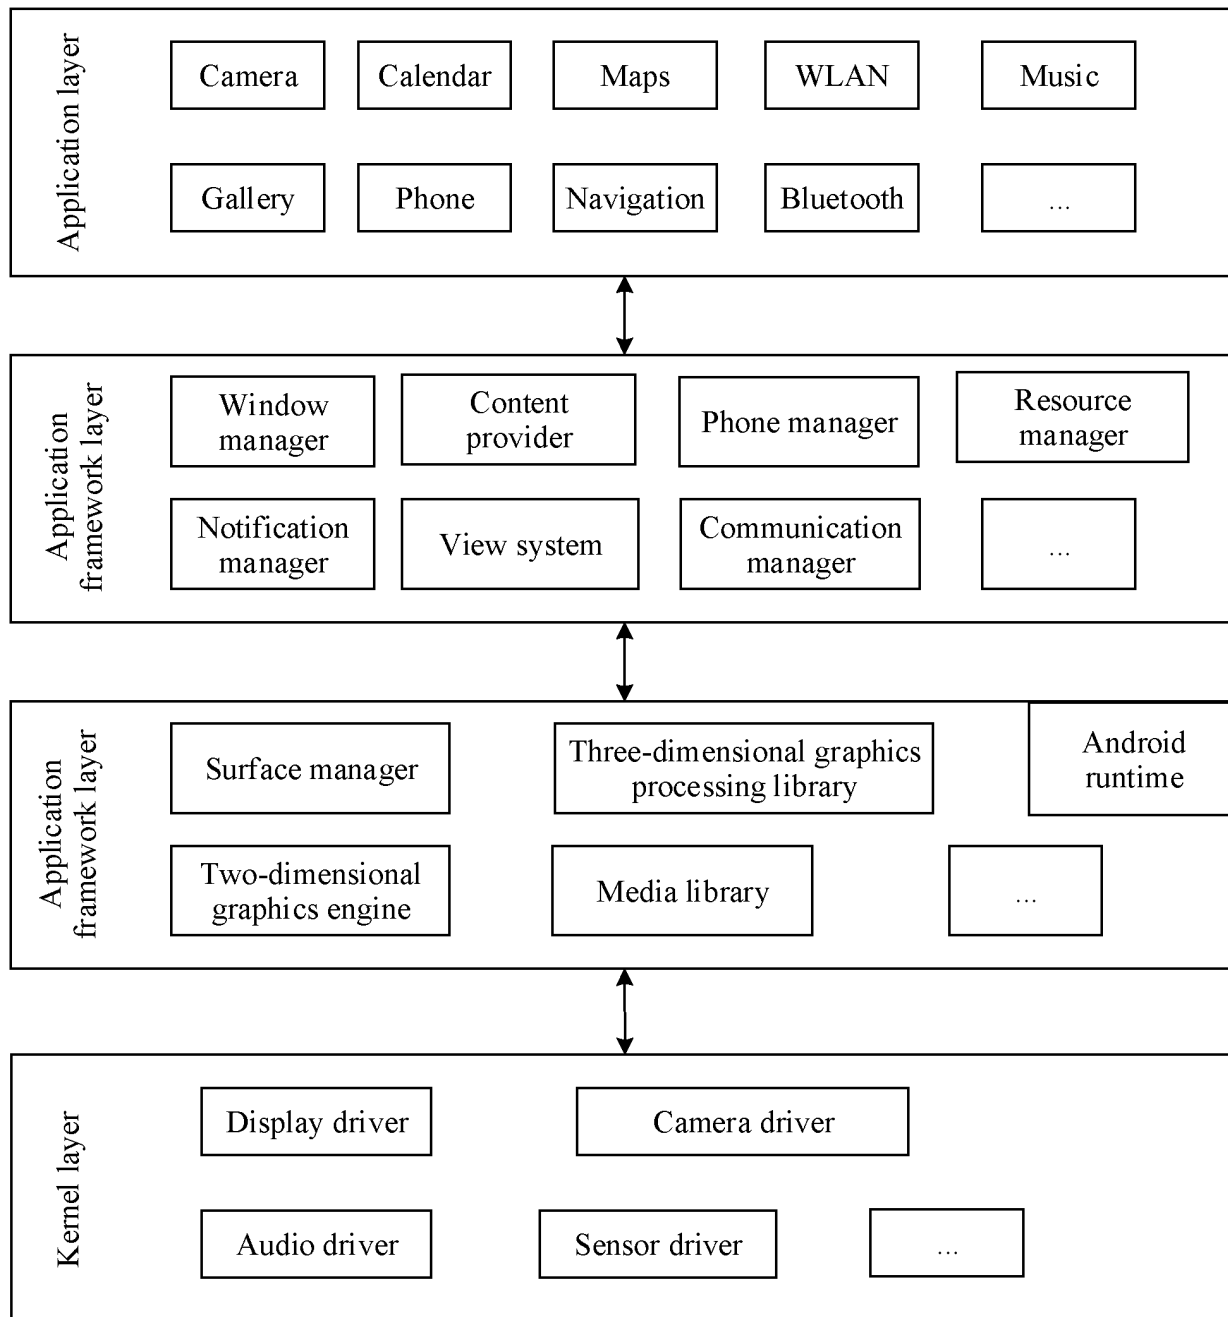 Application layer
Camera
Calendar
Maps
WLAN
Music
Gallery
Phone
Navigation
Bluetooth
...
Application
framework layer
Window
manager
Content
provider
Phone manager
Resource
manager
Notification
manager
View system
Communication
manager
...
Application
framework layer
Surface manager
Three-dimensional graphics
processing library
Android
runtime
Two-dimensional
graphics engine
Media library
...
Kernel layer
Display driver
Camera driver
Audio driver
Sensor driver
...